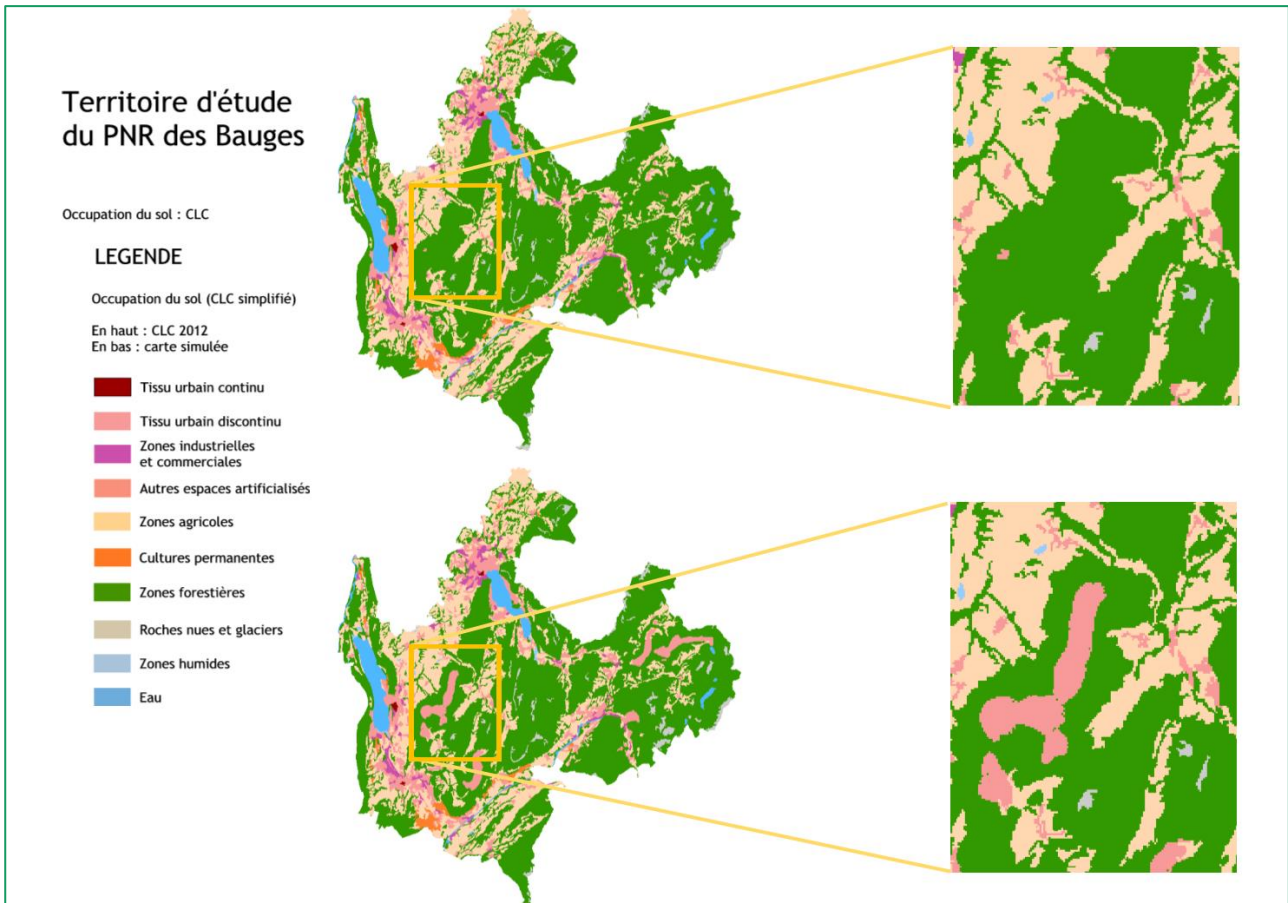 Territoire d'étude
du PNR des Bauges
Occupation du sol : CLC
LEGENDE
Occupation du sol (CLC simplifié)
En haut : CLC 2012
En bas : carte simulée
Tissu urbain continu
Tissu urbain discontinu
Zones industrielles
et commerciales
Autres espaces artificialisés
Zones agricoles
Cultures permanentes
Zones forestières
Roches nues et glaciers
Zones humides
Eau